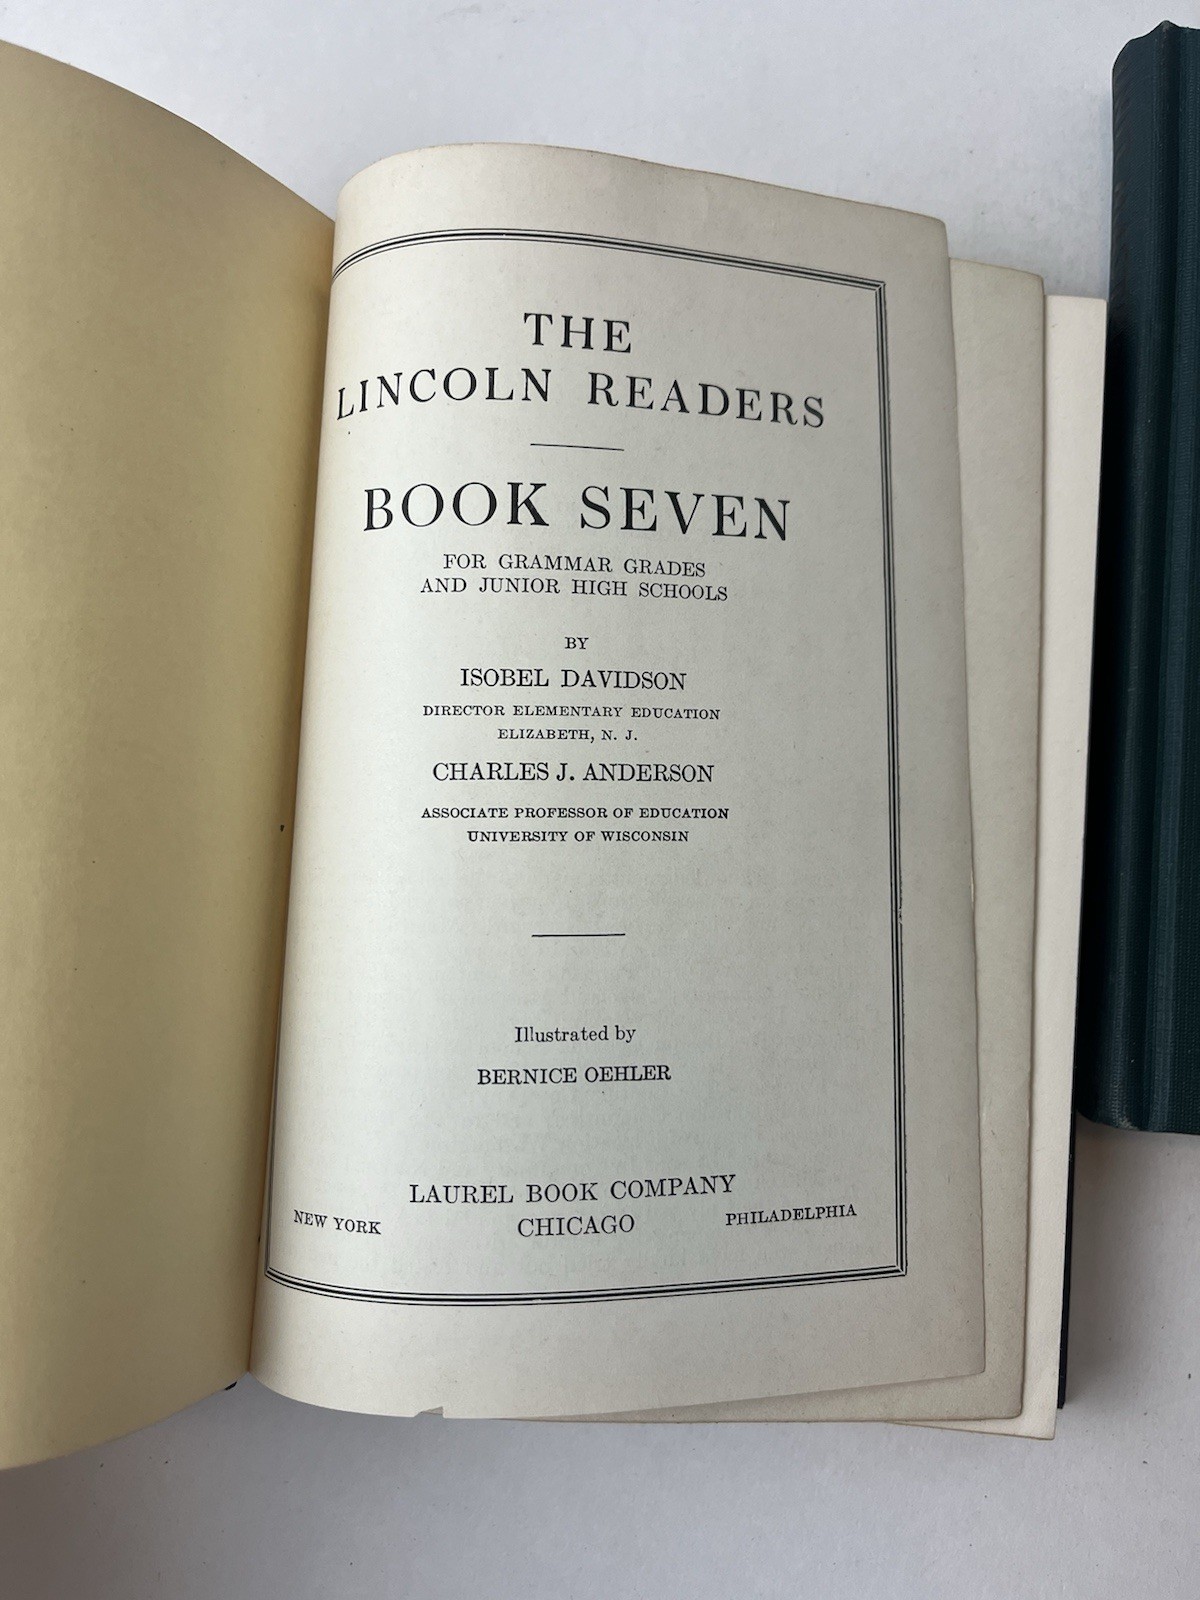 THE
LINCOLN READERS
BOOK SEVEN
FOR GRAMMAR GRADES
AND JUNIOR HIGH SCHOOLS
BY
ISOBEL DAVIDSON
DIRECTOR ELEMENTARY EDUCATION
ELIZABETH, N. J.
CHARLES J. ANDERSON
ASSOCIATE PROFESSOR OF EDUCATION
UNIVERSITY OF WISCONSIN
Illustrated by
BERNICE OEHLER
LAUREL BOOK COMPANY
NEW YORK CHICAGO PHILADELPHIA